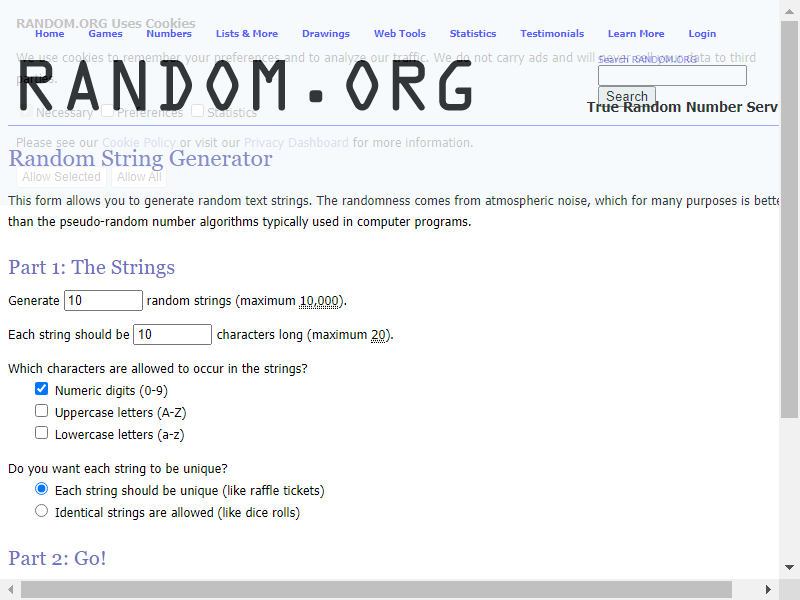 RANDOM.ORG Uses Cookies
Home Games Numbers Lists & More Drawings Web Tools Statistics Testimonials Learn More Login
We use cookies to remember your preferences and to analyze our traffic. We do not carry ads and will never sell your data to third
parties.
Search RANDOM.ORG
RANDOM.ORG
Search
True Random Number Serv
Necessary Preferences Statistics
Please see our Cookie Policy or visit our Privacy Dashboard for more information.
Random String Generator
Allow Selected Allow All
This form allows you to generate random text strings. The randomness comes from atmospheric noise, which for many purposes is bette
than the pseudo-random number algorithms typically used in computer programs.
Part 1: The Strings
Generate 10 random strings (maximum 10,000).
Each string should be 10 characters long (maximum 20).
Which characters are allowed to occur in the strings?
Numeric digits (0-9)
Uppercase letters (A-Z)
Lowercase letters (a-z)
Do you want each string to be unique?
Each string should be unique (like raffle tickets)
Identical strings are allowed (like dice rolls)
Part 2: Go!